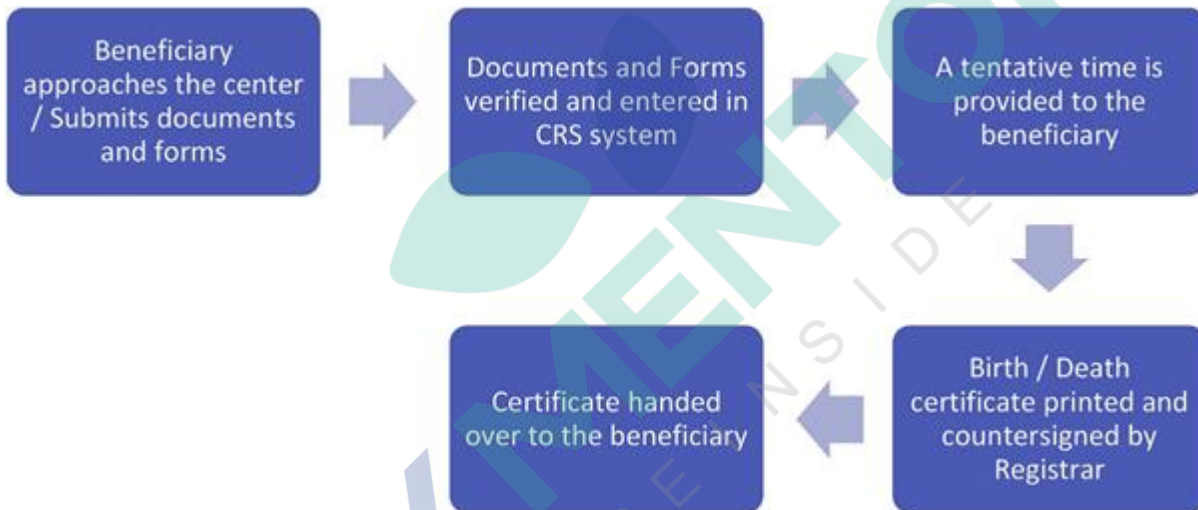 Beneficiary
approaches the center
/ Submits documents
and forms
Documents and Forms
verified and entered in
CRS system
A tentative time is
provided to the
beneficiary
Birth / Death
certificate printed and
countersigned by
Registrar
Certificate handed
over to the beneficiary